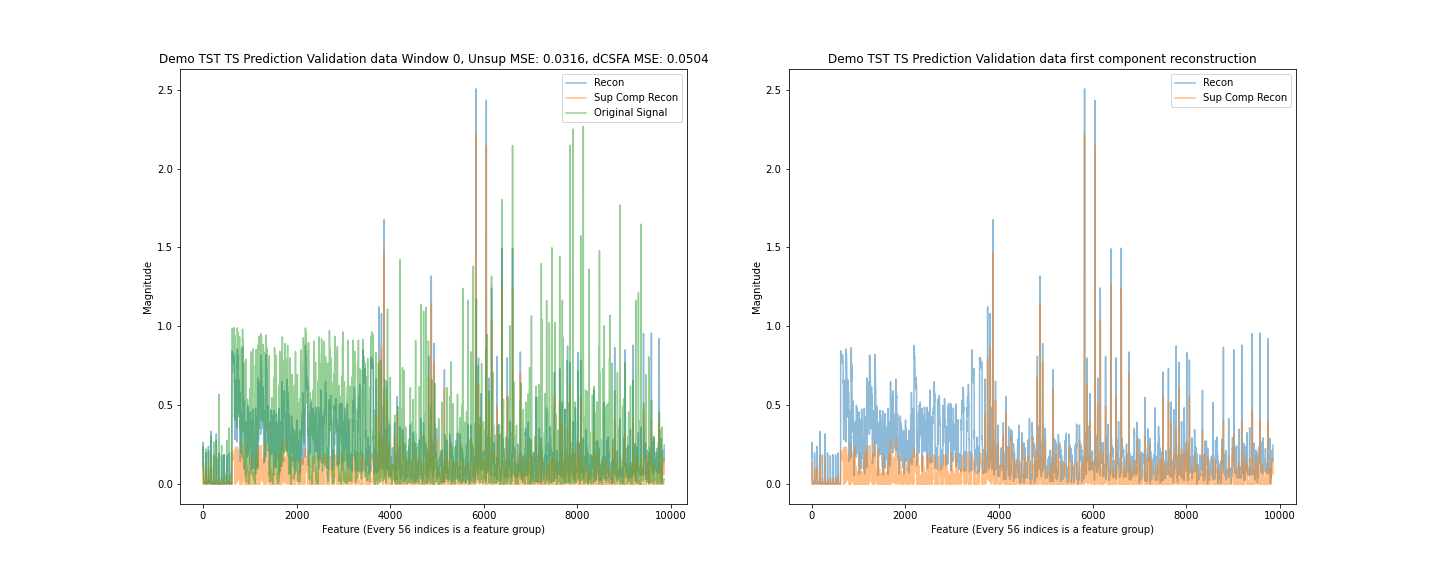 Demo TST TS Prediction Validation data Window 0, Unsup MSE: 0.0316, dCSFA MSE: 0.0504
Recon
Sup Comp Recon
Original Signal
2.5
2.0
1.5
1.0
0.5
0.0
Magnitude
0 2000 4000 6000 8000 10000
Feature (Every 56 indices is a feature group)
Demo TST TS Prediction Validation data first component reconstruction
Recon
Sup Comp Recon
2.5
2.0
1.5
1.0
0.5
0.0
Magnitude
0 2000 4000 6000 8000 10000
Feature (Every 56 indices is a feature group)